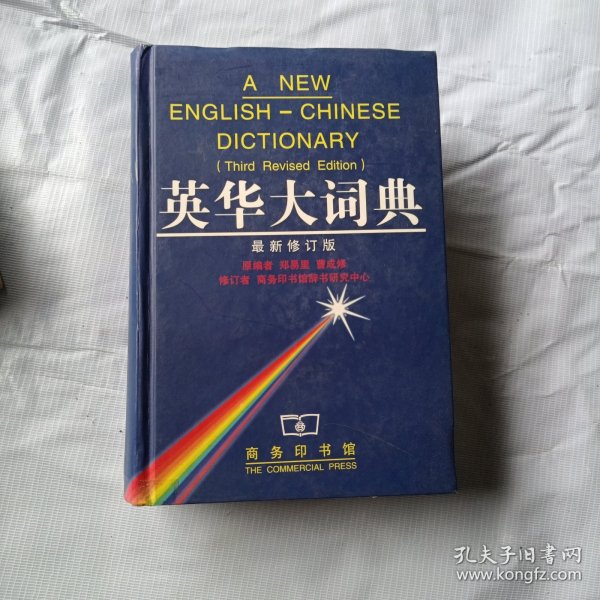 A NEW
ENGLISH – CHINESE
DICTIONARY
(Third Revised Edition)
英华大词典
最新修订版
原编者 郑易里 曹成修
修订者 商务印书馆辞书研究中心
商务印书馆
THE COMMERCIAL PRESS
孔夫子旧书网
www.kongfz.com